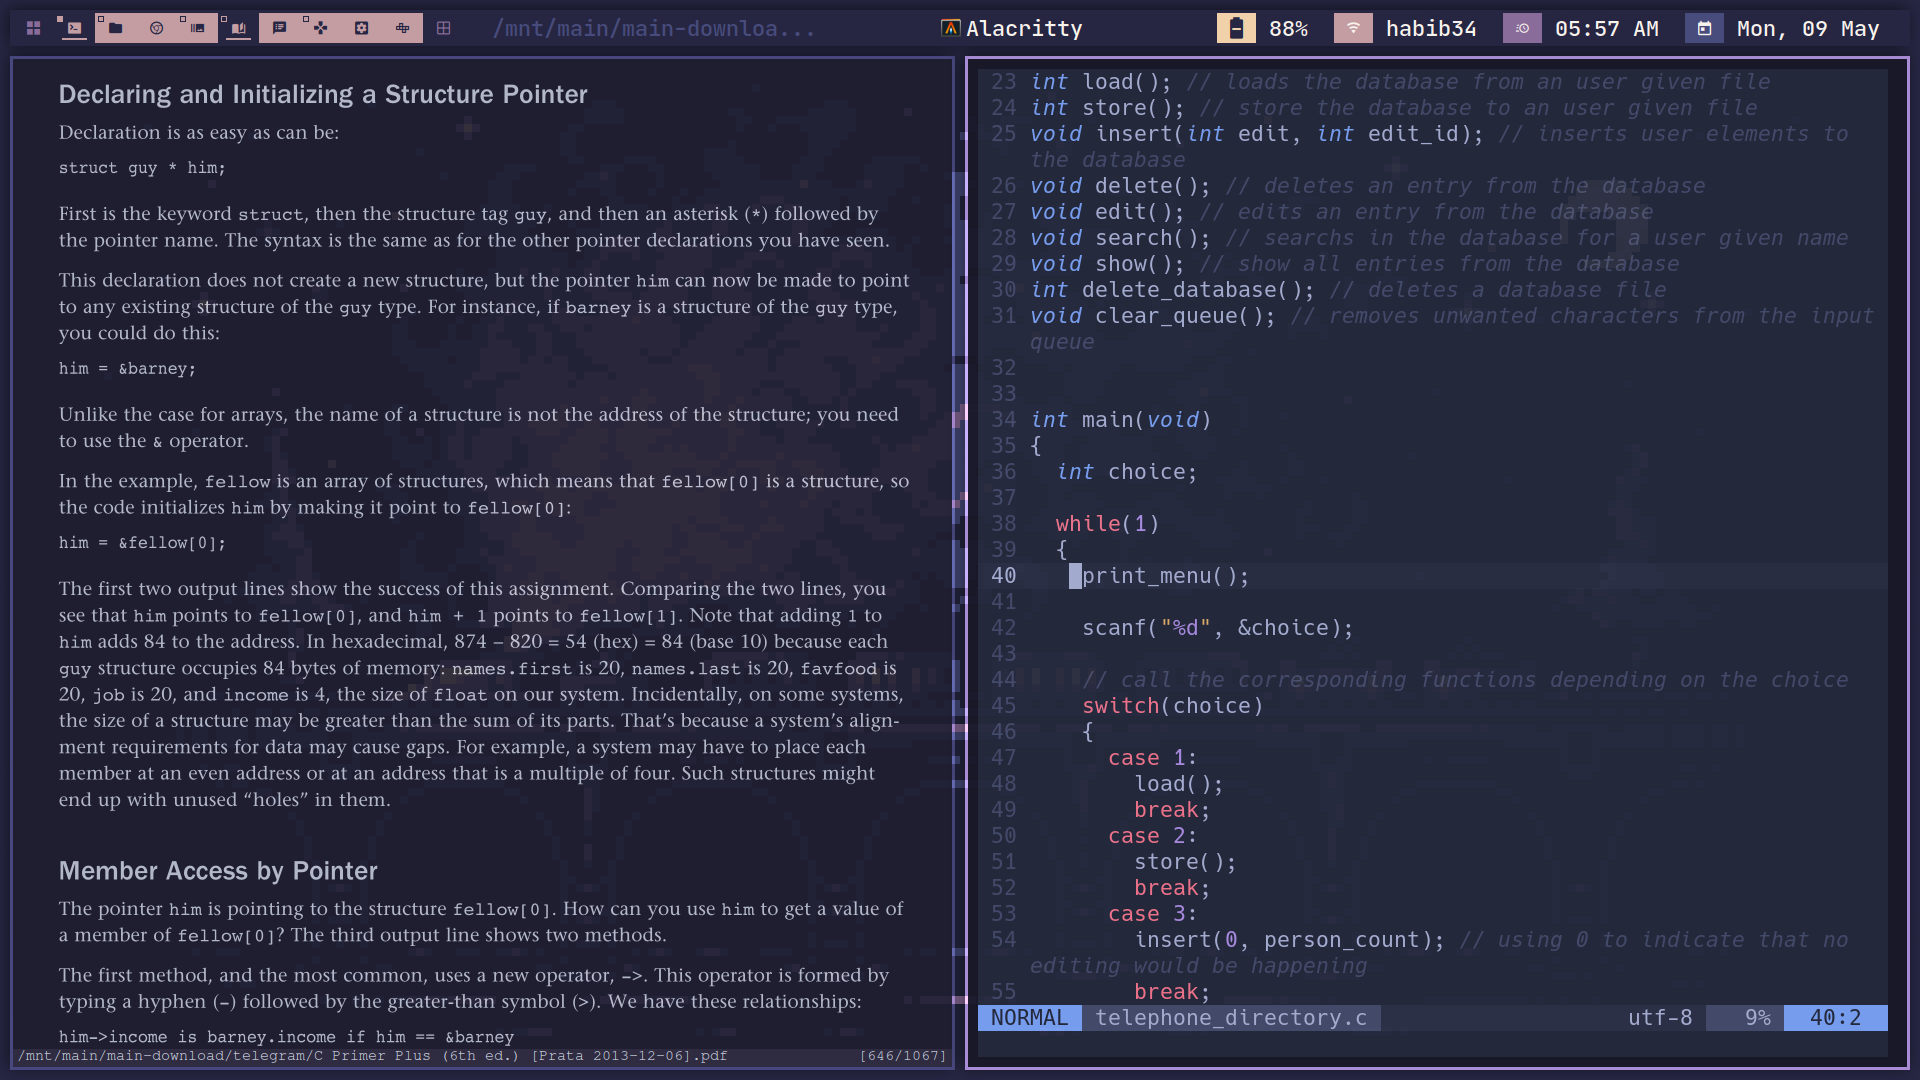 /mnt/main/main-downloa...
Alacritty
88%
habib34
05:57 AM
Mon, 09 May
Declaring and Initializing a Structure Pointer
Declaration is as easy as can be:
struct guy * him;
First is the keyword struct, then the structure tag guy, and then an asterisk (*) followed by
the pointer name. The syntax is the same as for the other pointer declarations you have seen.
This declaration does not create a new structure, but the pointer him can now be made to point
to any existing structure of the guy type. For instance, if barney is a structure of the guy type,
you could do this:
him = &barney;
Unlike the case for arrays, the name of a structure is not the address of the structure; you need
to use the & operator.
In the example, fellow is an array of structures, which means that fellow[0] is a structure, so
the code initializes him by making it point to fellow[0]:
him = &fellow[0];
The first two output lines show the success of this assignment. Comparing the two lines, you
see that him points to fellow[0], and him + 1 points to fellow[1]. Note that adding 1 to
him adds 84 to the address. In hexadecimal, 874 – 820 = 54 (hex) = 84 (base 10) because each
guy structure occupies 84 bytes of memory: names.first is 20, names.last is 20, favfood is
20, job is 20, and income is 4, the size of float on our system. Incidentally, on some systems,
the size of a structure may be greater than the sum of its parts. That’s because a system’s align-
ment requirements for data may cause gaps. For example, a system may have to place each
member at an even address or at an address that is a multiple of four. Such structures might
end up with unused “holes” in them.
Member Access by Pointer
The pointer him is pointing to the structure fellow[0]. How can you use him to get a value of
a member of fellow[0]? The third output line shows two methods.
The first method, and the most common, uses a new operator, –>. This operator is formed by
typing a hyphen (–) followed by the greater-than symbol (>). We have these relationships:
him->income is barney.income if him == &barney
/mnt/main/main-download/telegram/C Primer Plus (6th ed.) [Prata 2013-12-06].pdf [646/1067]
23 int load(); // loads the database from an user given file
24 int store(); // store the database to an user given file
25 void insert(int edit, int edit_id); // inserts user elements to
the database
26 void delete(); // deletes an entry from the database
27 void edit(); // edits an entry from the database
28 void search(); // searchs in the database for a user given name
29 void show(); // show all entries from the database
30 int delete_database(); // deletes a database file
31 void clear_queue(); // removes unwanted characters from the input
queue
32
33
34 int main(void)
35 {
36 int choice;
37
38 while(1)
39 {
40 print_menu();
41
42 scanf("%d", &choice);
43
44 // call the corresponding functions depending on the choice
45 switch(choice)
46 {
47 case 1:
48 load();
49 break;
50 case 2:
51 store();
52 break;
53 case 3:
54 insert(0, person_count); // using 0 to indicate that no
editing would be happening
55 break;
NORMAL telephone_directory.c utf-8 9% 40:2